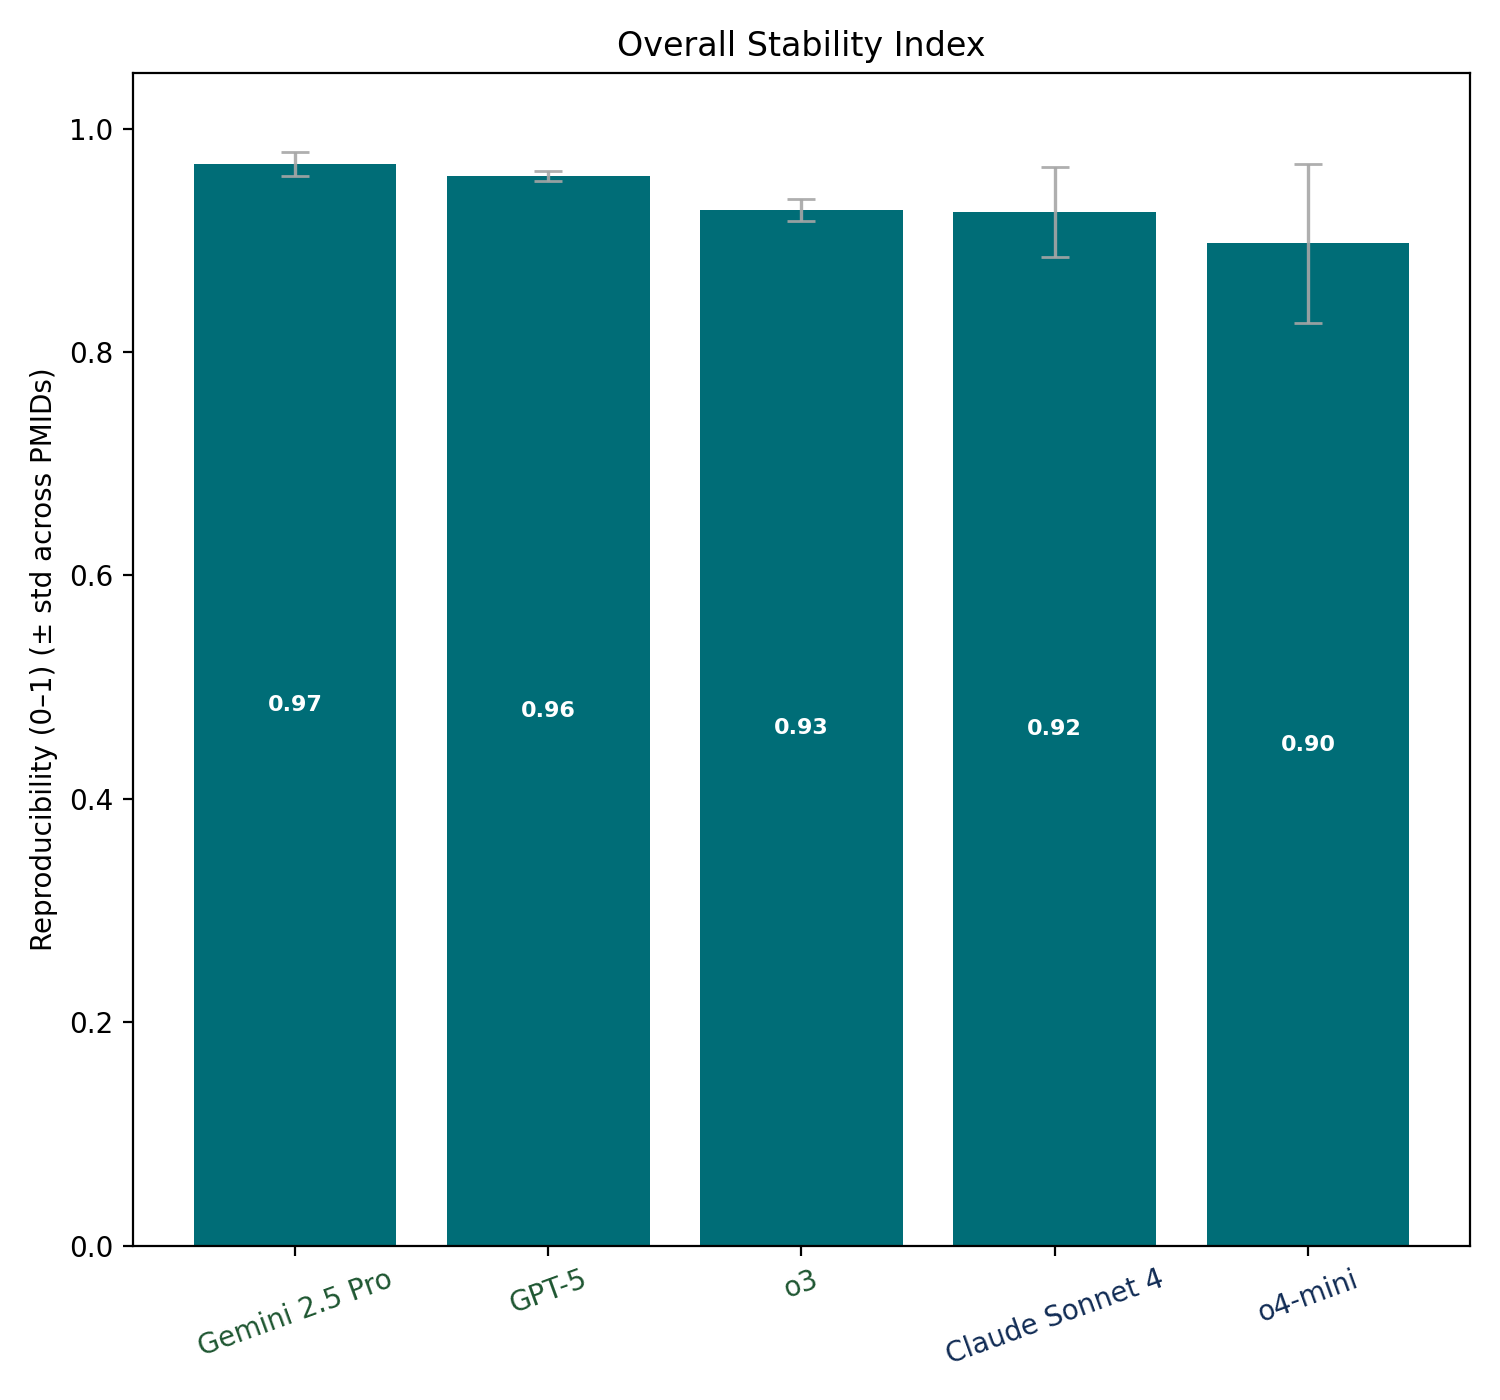 Overall Stability Index
Reproducibility (0–1) (± std across PMIDs)
1.0
0.8
0.6
0.4
0.2
0.0
0.97
0.96
0.93
0.92
0.90
Gemini 2.5 Pro
GPT-5
o3
Claude Sonnet 4
o4-mini